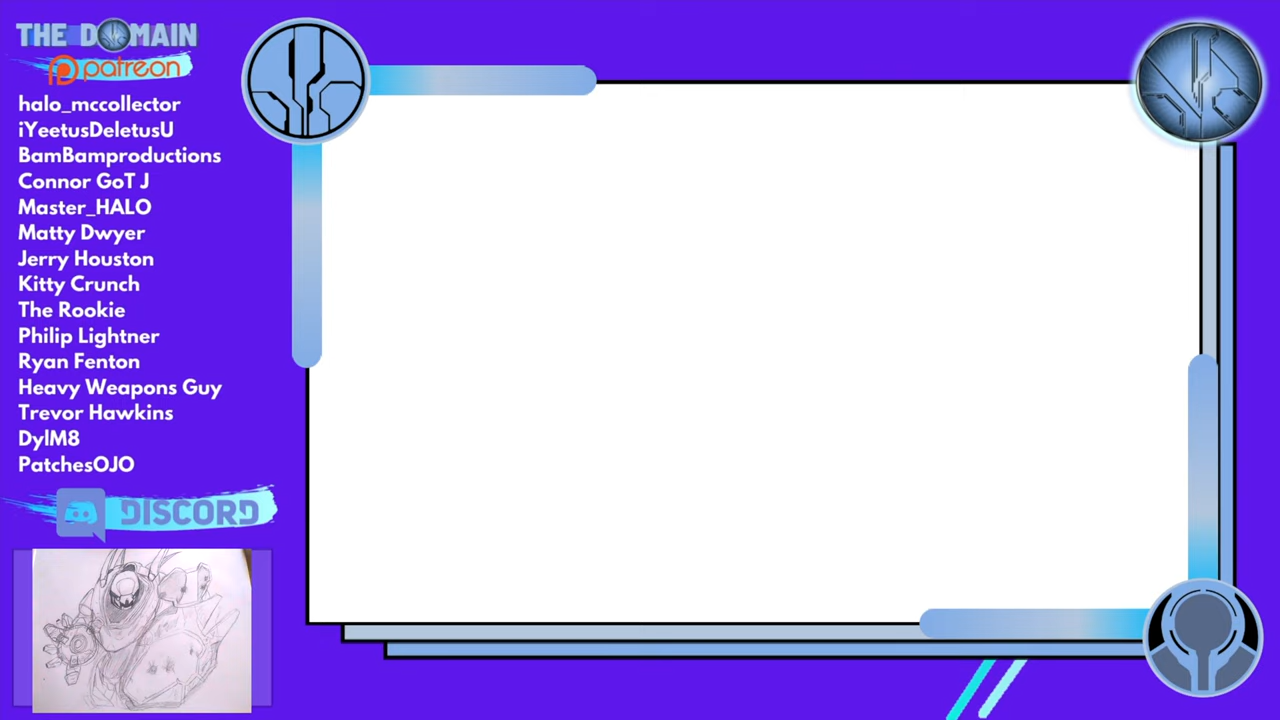 THE DOMAIN
patreon
halo_mccollector
iYeetusDeletusU
BamBamproductions
Connor GoT J
Master_HALO
Matty Dwyer
Jerry Houston
Kitty Crunch
The Rookie
Philip Lightner
Ryan Fenton
Heavy Weapons Guy
Trevor Hawkins
DylM8
PatchesOJO
DISCORD